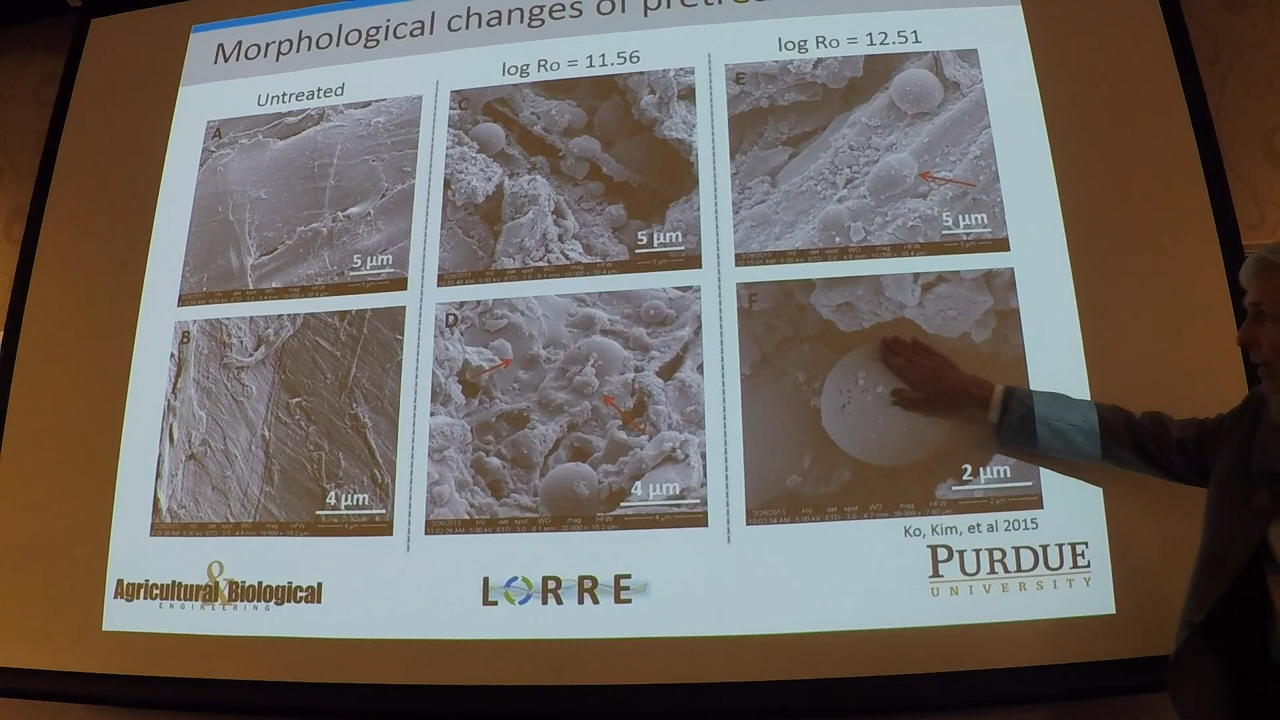 Morphological changes of
Untreated
log Ro = 11.56
log Ro = 12.51
A
5 µm
C
5 µm
E
5 µm
B
4 µm
D
4 µm
F
2 µm
Ko, Kim, et al 2015
Agricultural & Biological
ENGINEERING
LORRE
PURDUE
UNIVERSITY